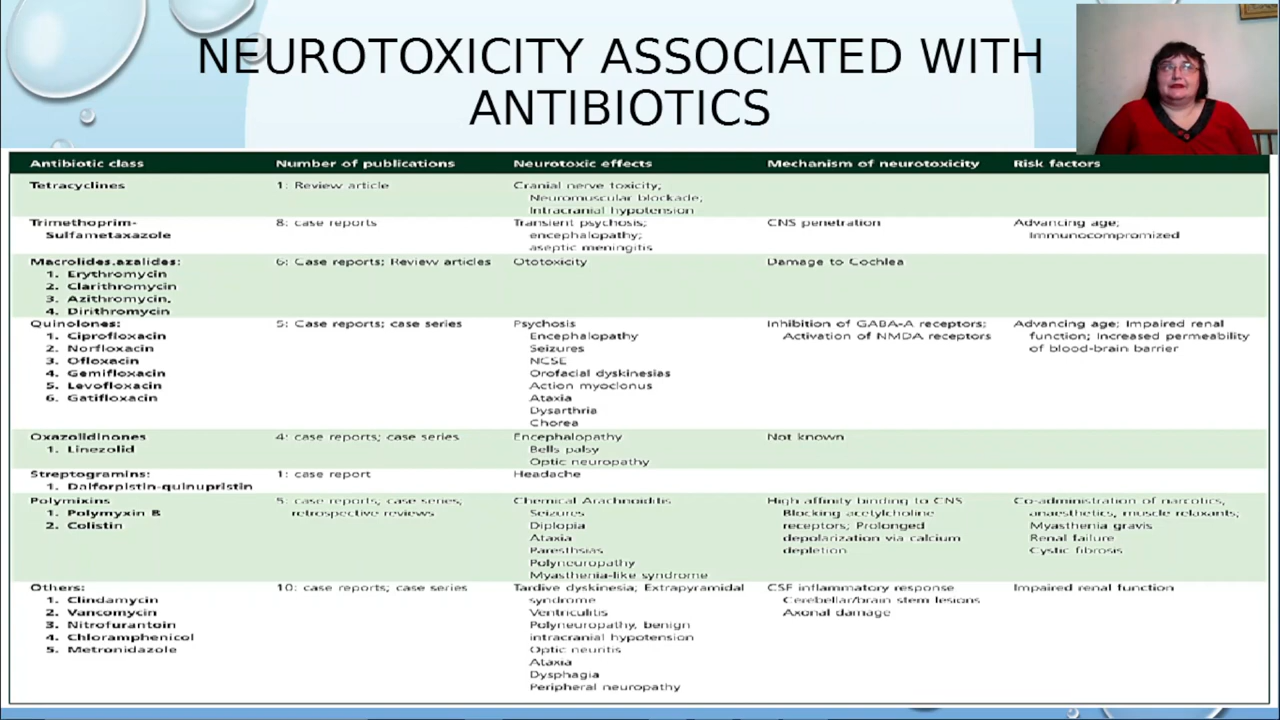 NEUROTOXICITY ASSOCIATED WITH
ANTIBIOTICS
Antibiotic class Number of publications Neurotoxic effects Mechanism of neurotoxicity Risk factors
Tetracyclines 1: Review article Cranial nerve toxicity,
Neuromuscular blockade,
Intracranial hypotension
Trimethoprim- 8: case reports Transient psychosis; CNS penetration Advancing age;
Sulfametaxazole encephalopathy; Immunocompromized
aseptic meningitis
Macrolides.azalides: 6: Case reports; Review articles Ototoxicity Damage to Cochlea
1. Erythromycin
2. Clarithromycin
3. Azithromycin.
4. Dirithromycin
Quinolones: 5: Case reports; case series Psychosis Inhibition of GABA-A receptors; Advancing age; Impaired renal
1. Ciprofloxacin Encephalopathy Activation of NMDA receptors function; Increased permeability
2. Norfloxacin Seizures of blood-brain barrier
3. Ofloxacin NCSE
4. Gemifloxacin Orofacial dyskinesias
5. Levofloxacin Action myoclonus
6. Gatifloxacin Ataxia
Dysarthria
Chorea
Oxazolidinones 4: case reports; case series Encephalopathy Not known
1. Linezolid Bells palsy
Optic neuropathy
Streptogramins: 1: case report Headache
1. Dalforpistin-quinupristin
Polymixins 5: case reports, case series, Chemical Arachnoiditis High affinity binding to CNS Co-administration of narcotics,
1. Polymyxin B retrospective reviews Seizures Blocking acetylcholine anaesthetics, muscle relaxants;
2. Colistin Diplopia receptors; Prolonged Myasthenia gravis
Ataxia depolarization via calcium Renal failure
Paresthsias depletion Cystic fibrosis
Polyneuropathy
Myasthenia-like syndrome
Others: 10: case reports; case series Tardive dyskinesia; Extrapyramidal CSF inflammatory response Impaired renal function
1. Clindamycin syndrome Cerebellar/brain stem lesions
2. Vancomycin Ventriculitis Axonal damage
3. Nitrofurantoin Polyneuropathy, benign
4. Chloramphenicol intracranial hypotension
5. Metronidazole Optic neuritis
Ataxia
Dysphagia
Peripheral neuropathy